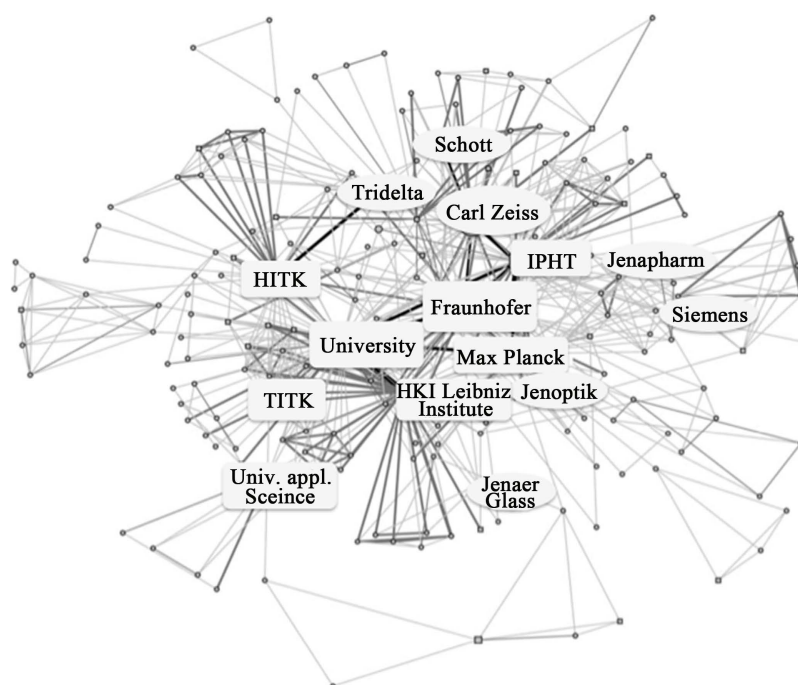 Schott
Tridelta
Carl Zeiss
IPHT
Jenapharm
HITK
Fraunhofer
Siemens
University
Max Planck
TITK
HKI Leibniz
Institute
Jenoptik
Univ. appl.
Sceince
Jenaer
Glass